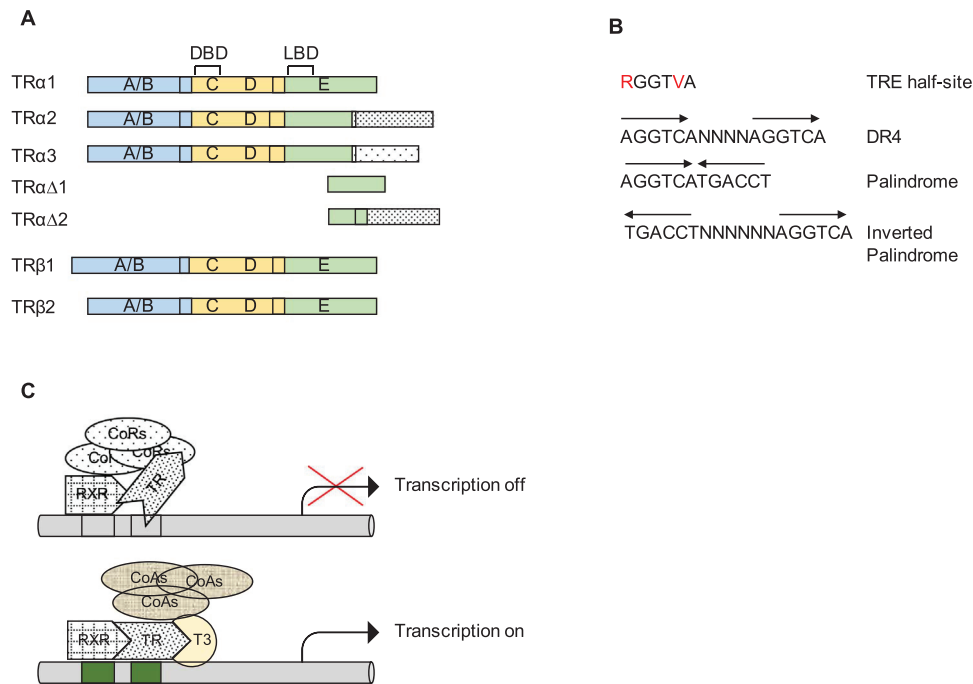 A
DBD LBD
TRα1 A/B C D E
TRα2 A/B C D
TRα3 A/B C D
TRαΔ1
TRαΔ2
TRβ1 A/B C D E
TRβ2 A/B C D E
B
RGGTVA TRE half-site
AGGTCANNNNAGGTCA DR4
AGGTCATGACCT Palindrome
TGACCTNNNNNNAGGTCA Inverted
Palindrome
C
CoRs
CoRs
RXR TR
Transcription off
CoAs CoAs
CoAs
RXR TR T3
Transcription on